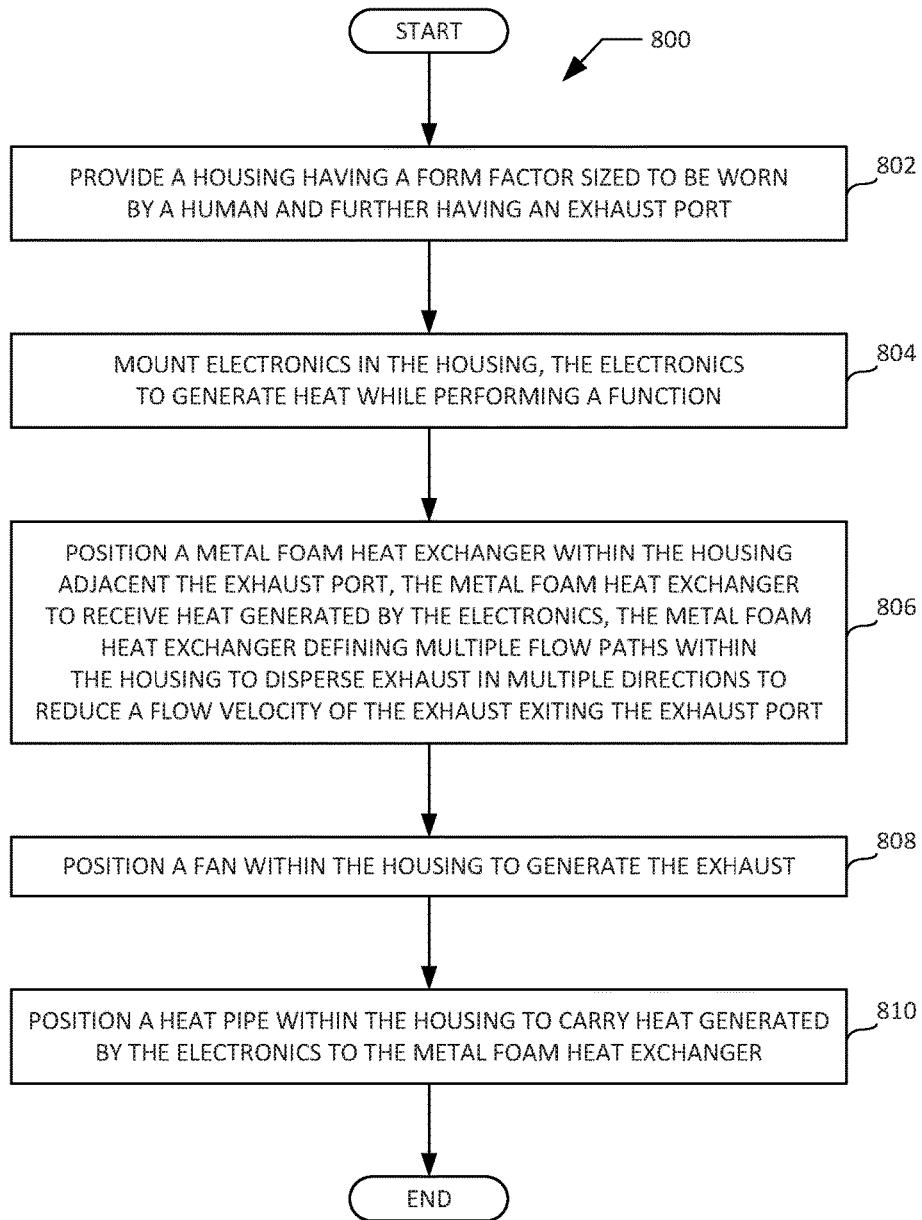 START
800
PROVIDE A HOUSING HAVING A FORM FACTOR SIZED TO BE WORN
BY A HUMAN AND FURTHER HAVING AN EXHAUST PORT
802
MOUNT ELECTRONICS IN THE HOUSING, THE ELECTRONICS
TO GENERATE HEAT WHILE PERFORMING A FUNCTION
804
POSITION A METAL FOAM HEAT EXCHANGER WITHIN THE HOUSING
ADJACENT THE EXHAUST PORT, THE METAL FOAM HEAT EXCHANGER
TO RECEIVE HEAT GENERATED BY THE ELECTRONICS, THE METAL FOAM
HEAT EXCHANGER DEFINING MULTIPLE FLOW PATHS WITHIN
THE HOUSING TO DISPERSE EXHAUST IN MULTIPLE DIRECTIONS TO
REDUCE A FLOW VELOCITY OF THE EXHAUST EXITING THE EXHAUST PORT
806
POSITION A FAN WITHIN THE HOUSING TO GENERATE THE EXHAUST
808
POSITION A HEAT PIPE WITHIN THE HOUSING TO CARRY HEAT GENERATED
BY THE ELECTRONICS TO THE METAL FOAM HEAT EXCHANGER
810
END